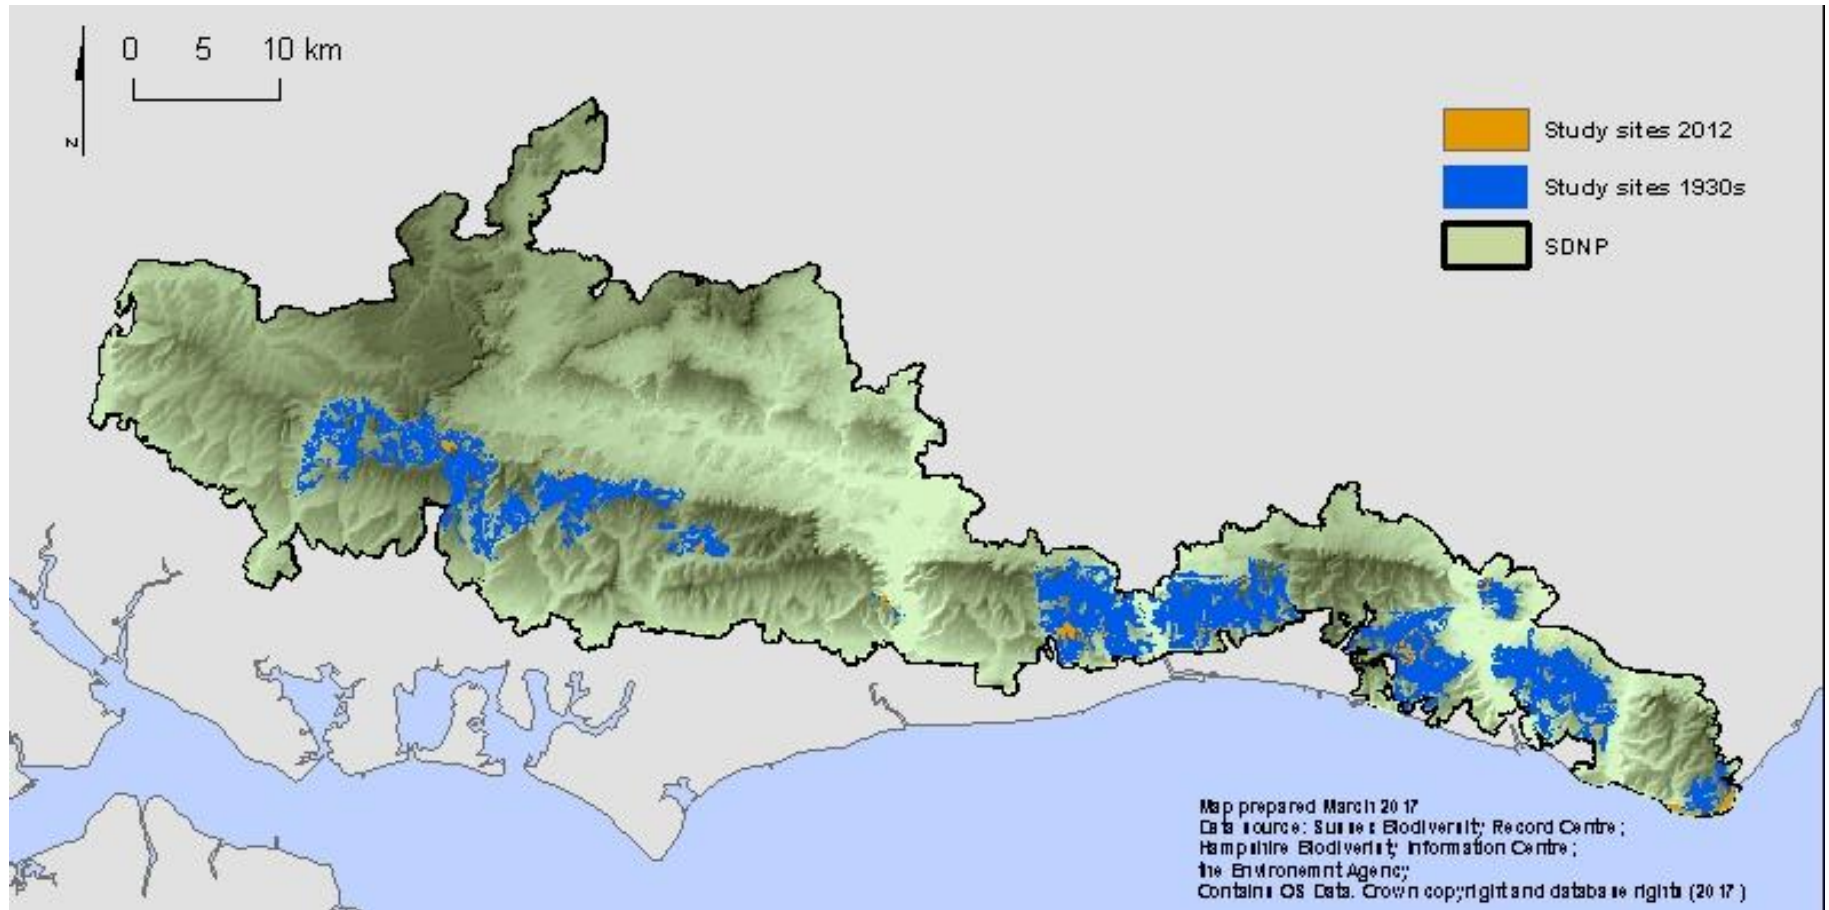 0 5 10 km
N
Study sites 2012
Study sites 1930s
SDNP
Map prepared March 2017
Data source: Sussex Biodiversity Record Centre;
Hampshire Biodiversity Information Centre;
the Environemnt Agency
Contains OS Data. Crown copyright and database rights (2017)